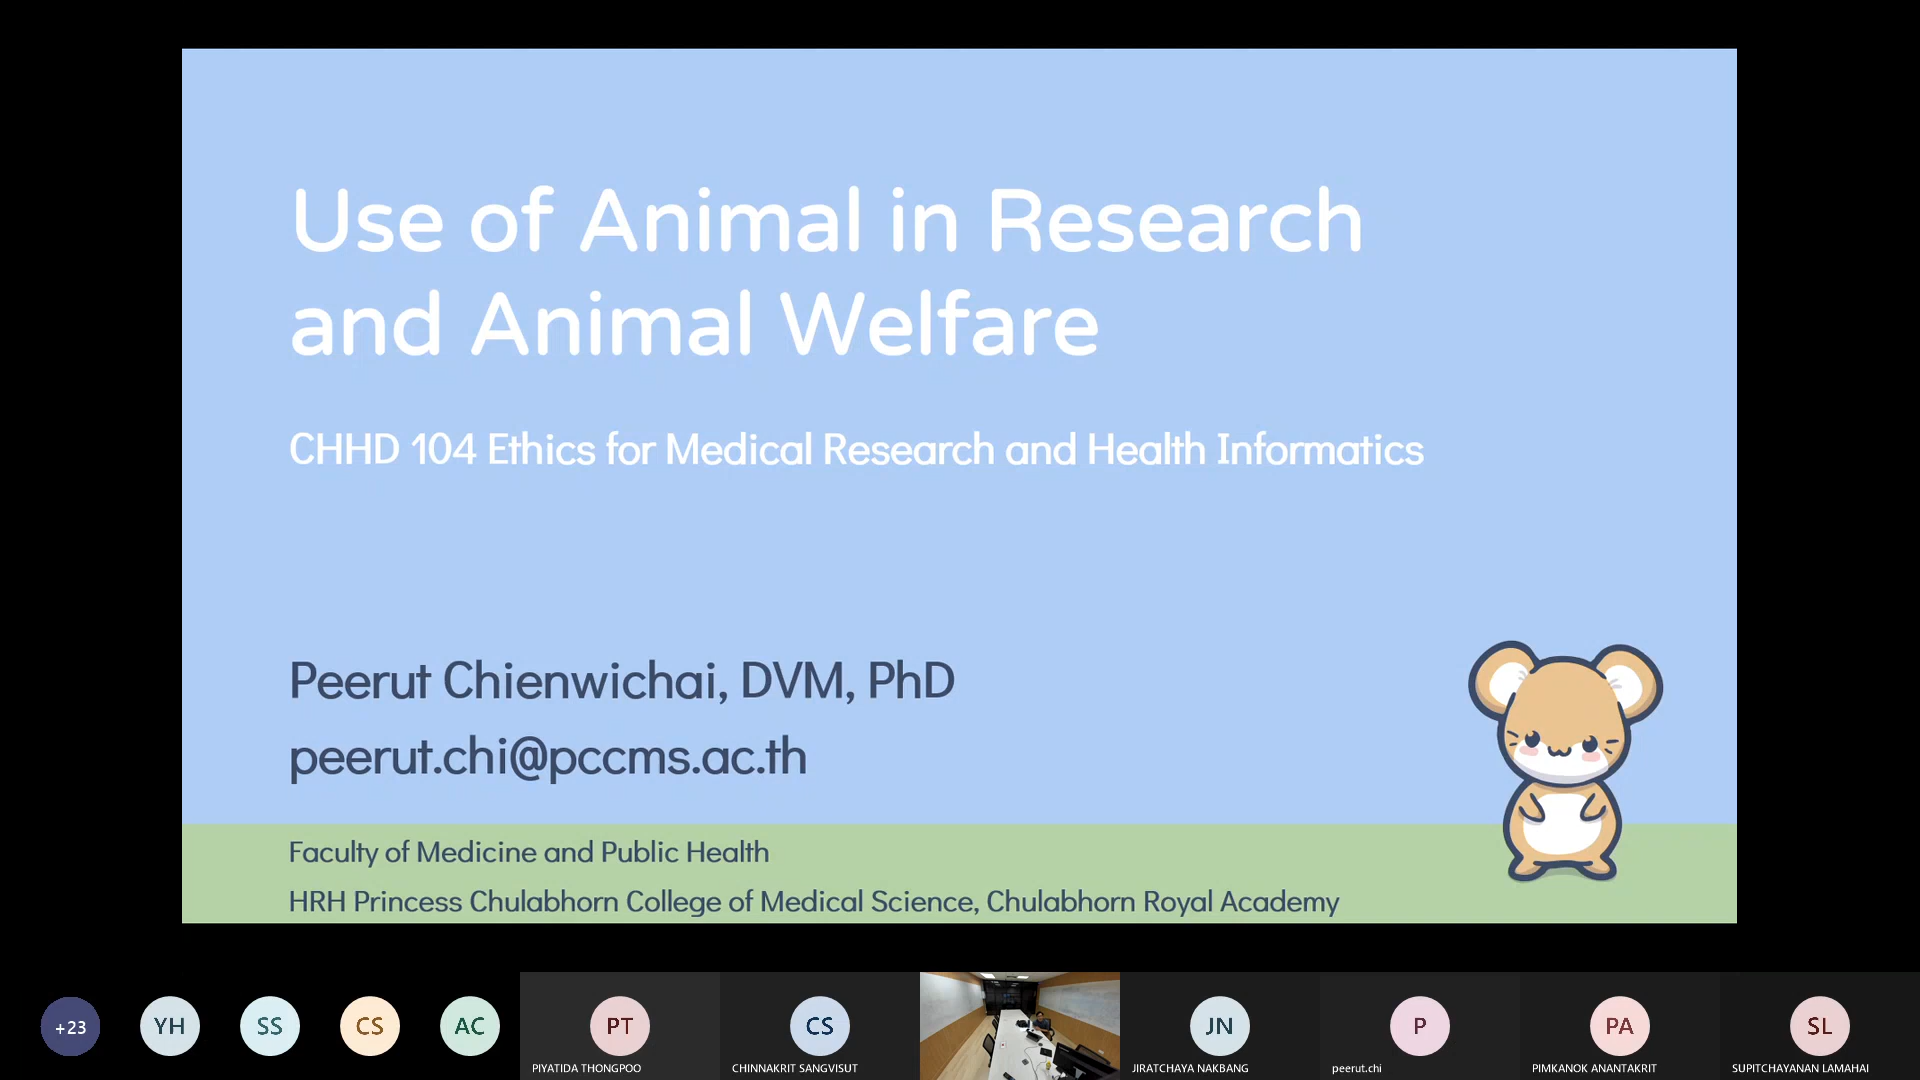 Use of Animal in Research
and Animal Welfare
CHHD 104 Ethics for Medical Research and Health Informatics
Peerut Chienwichai, DVM, PhD
peerut.chi@pccms.ac.th
Faculty of Medicine and Public Health
HRH Princess Chulabhorn College of Medical Science, Chulabhorn Royal Academy
+23
YH
SS
CS
AC
PT
PIYATIDA THONGPOO
CS
CHINNAKRIT SANGVISUT
JN
JIRATCHAYA NAKBANG
P
peerut.chi
PA
PIMKANOK ANANTAKRIT
SL
SUPITCHAYANAN LAMAHAI